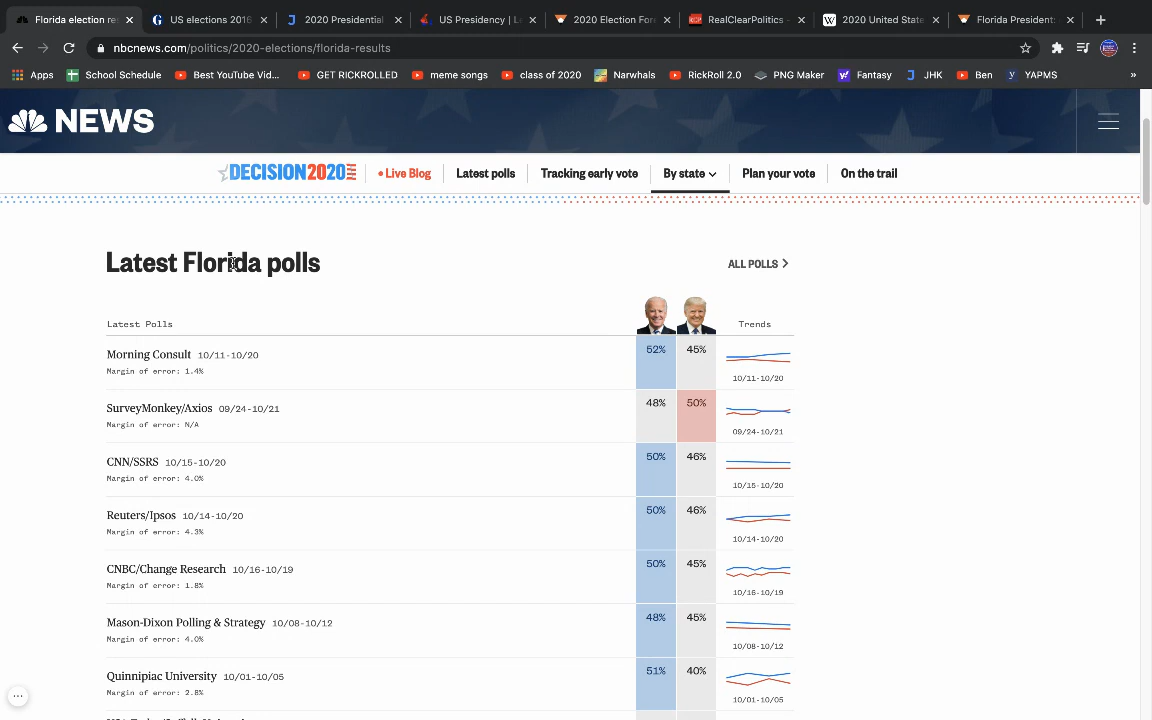 Florida election res
US elections 2016
2020 Presidential
US Presidency | L
2020 Election For
RealClearPolitics -
2020 United State
Florida President:
nbcnews.com/politics/2020-elections/florida-results
Apps
School Schedule
Best YouTube Vid...
GET RICKROLLED
meme songs
class of 2020
Narwhals
RickRoll 2.0
PNG Maker
Fantasy
JHK
Ben
YAPMS
»
NEWS
DECISION2020
• Live Blog
Latest polls
Tracking early vote
By state
Plan your vote
On the trail
Latest Florida polls
ALL POLLS
Latest Polls
Trends
Morning Consult 10/11-10/20
52% 45%
Margin of error: 1.4%
10/11-10/20
SurveyMonkey/Axios 09/24-10/21
48% 50%
Margin of error: N/A
09/24-10/21
CNN/SSRS 10/15-10/20
50% 46%
Margin of error: 4.0%
10/15-10/20
Reuters/Ipsos 10/14-10/20
50% 46%
Margin of error: 4.3%
10/14-10/20
CNBC/Change Research 10/16-10/19
50% 45%
Margin of error: 1.8%
10/16-10/19
Mason-Dixon Polling & Strategy 10/08-10/12
48% 45%
Margin of error: 4.0%
10/08-10/12
Quinnipiac University 10/01-10/05
51% 40%
Margin of error: 2.8%
10/01-10/05